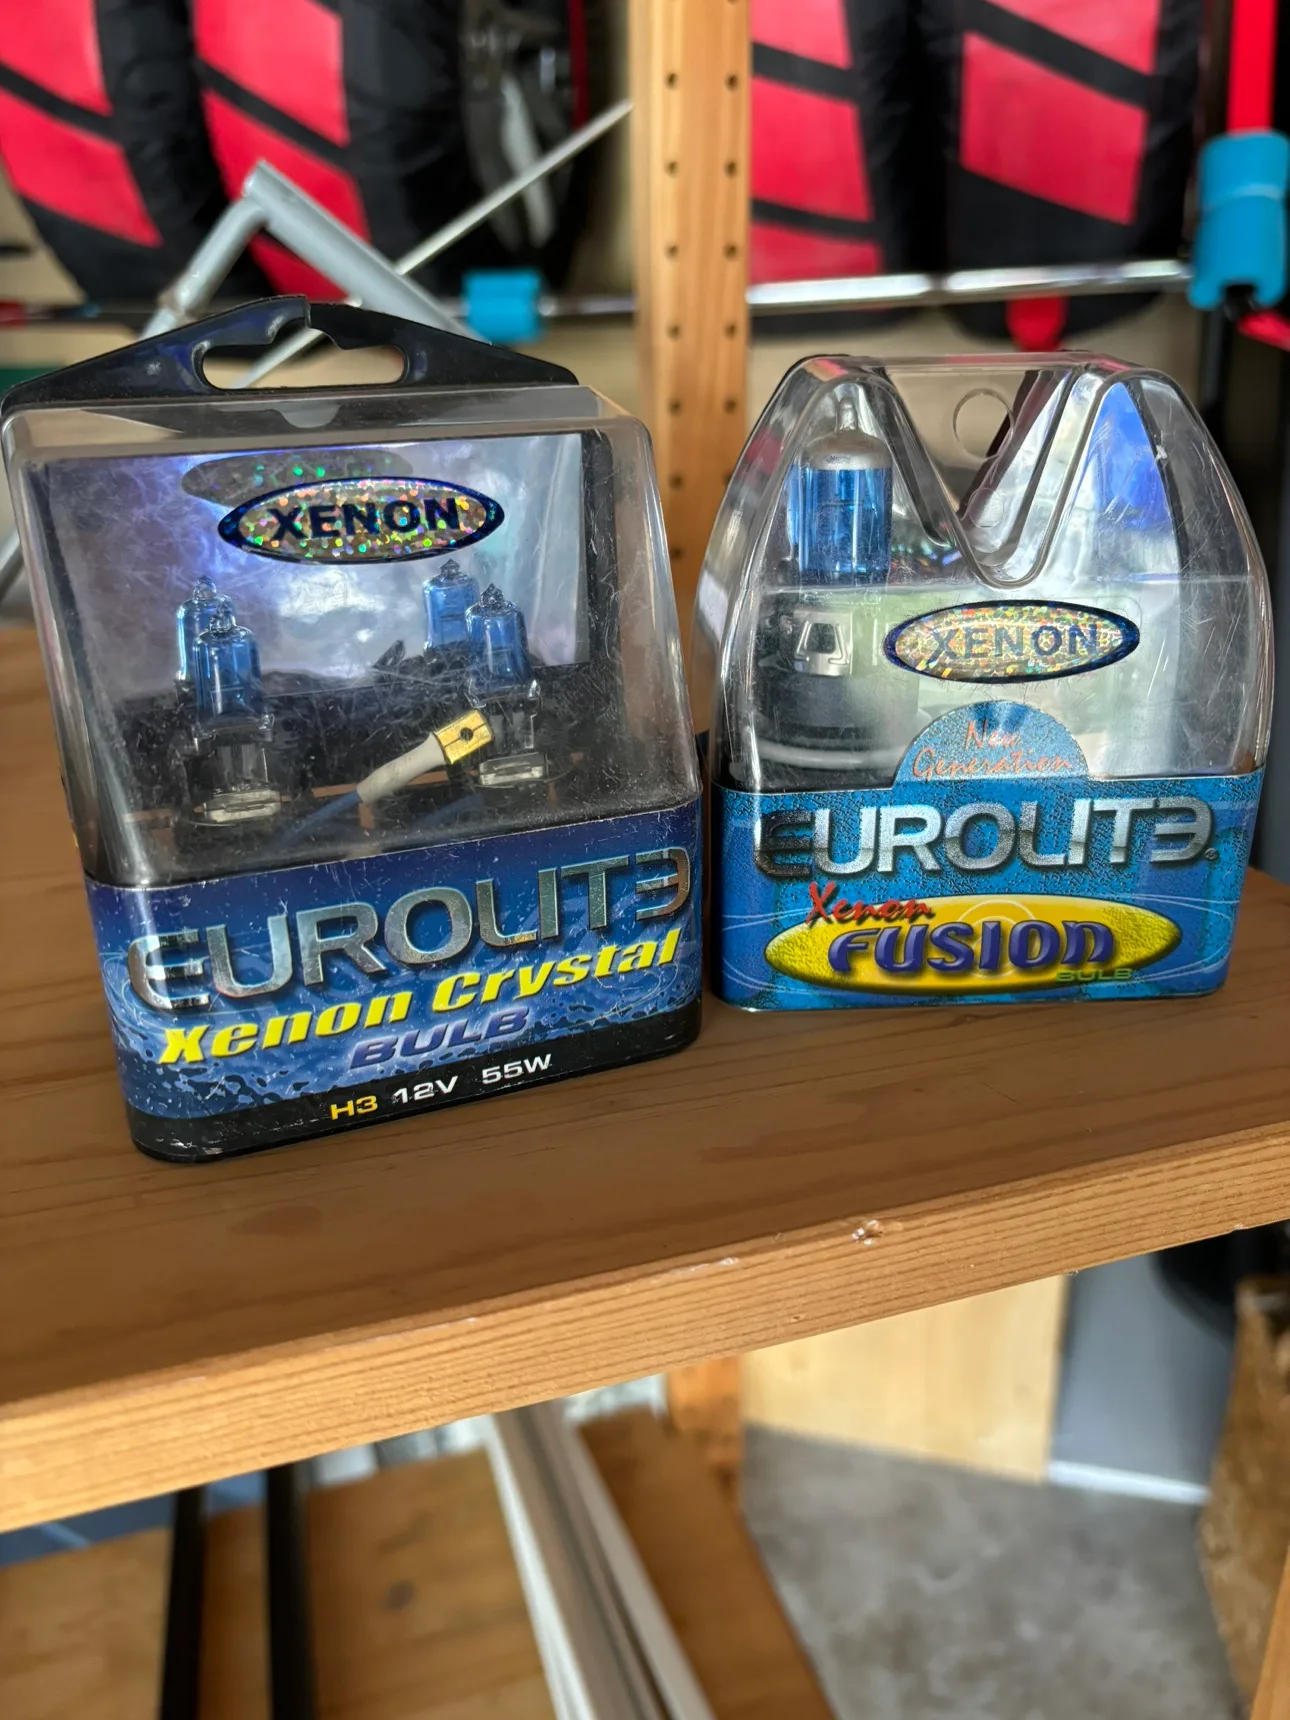 XENON
EUROLITE
Xenon Crystal
BULB
H3 12V 55W
XENON
New
Generation
EUROLITE®
Xenon
FUSION
BULB